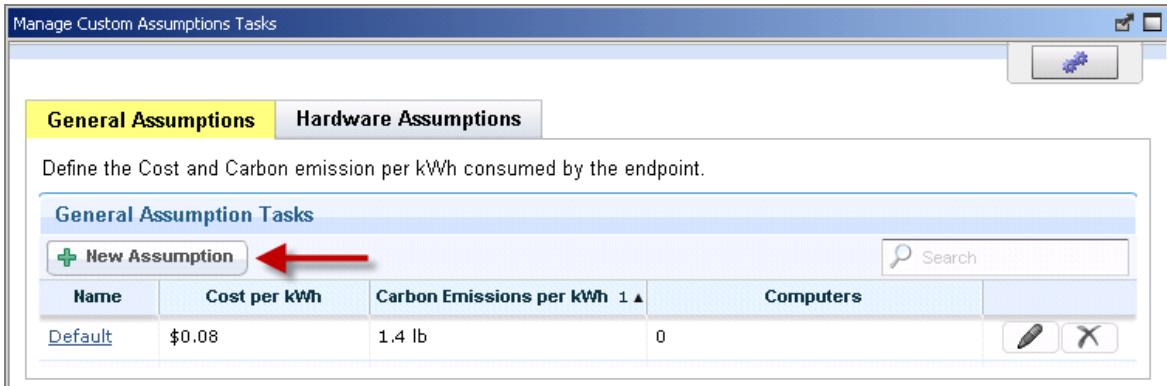 Manage Custom Assumptions Tasks
General Assumptions Hardware Assumptions
Define the Cost and Carbon emission per kWh consumed by the endpoint.
General Assumption Tasks
New Assumption Search
Name Cost per kWh Carbon Emissions per kWh 1 ▲ Computers
Default $0.08 1.4 lb 0